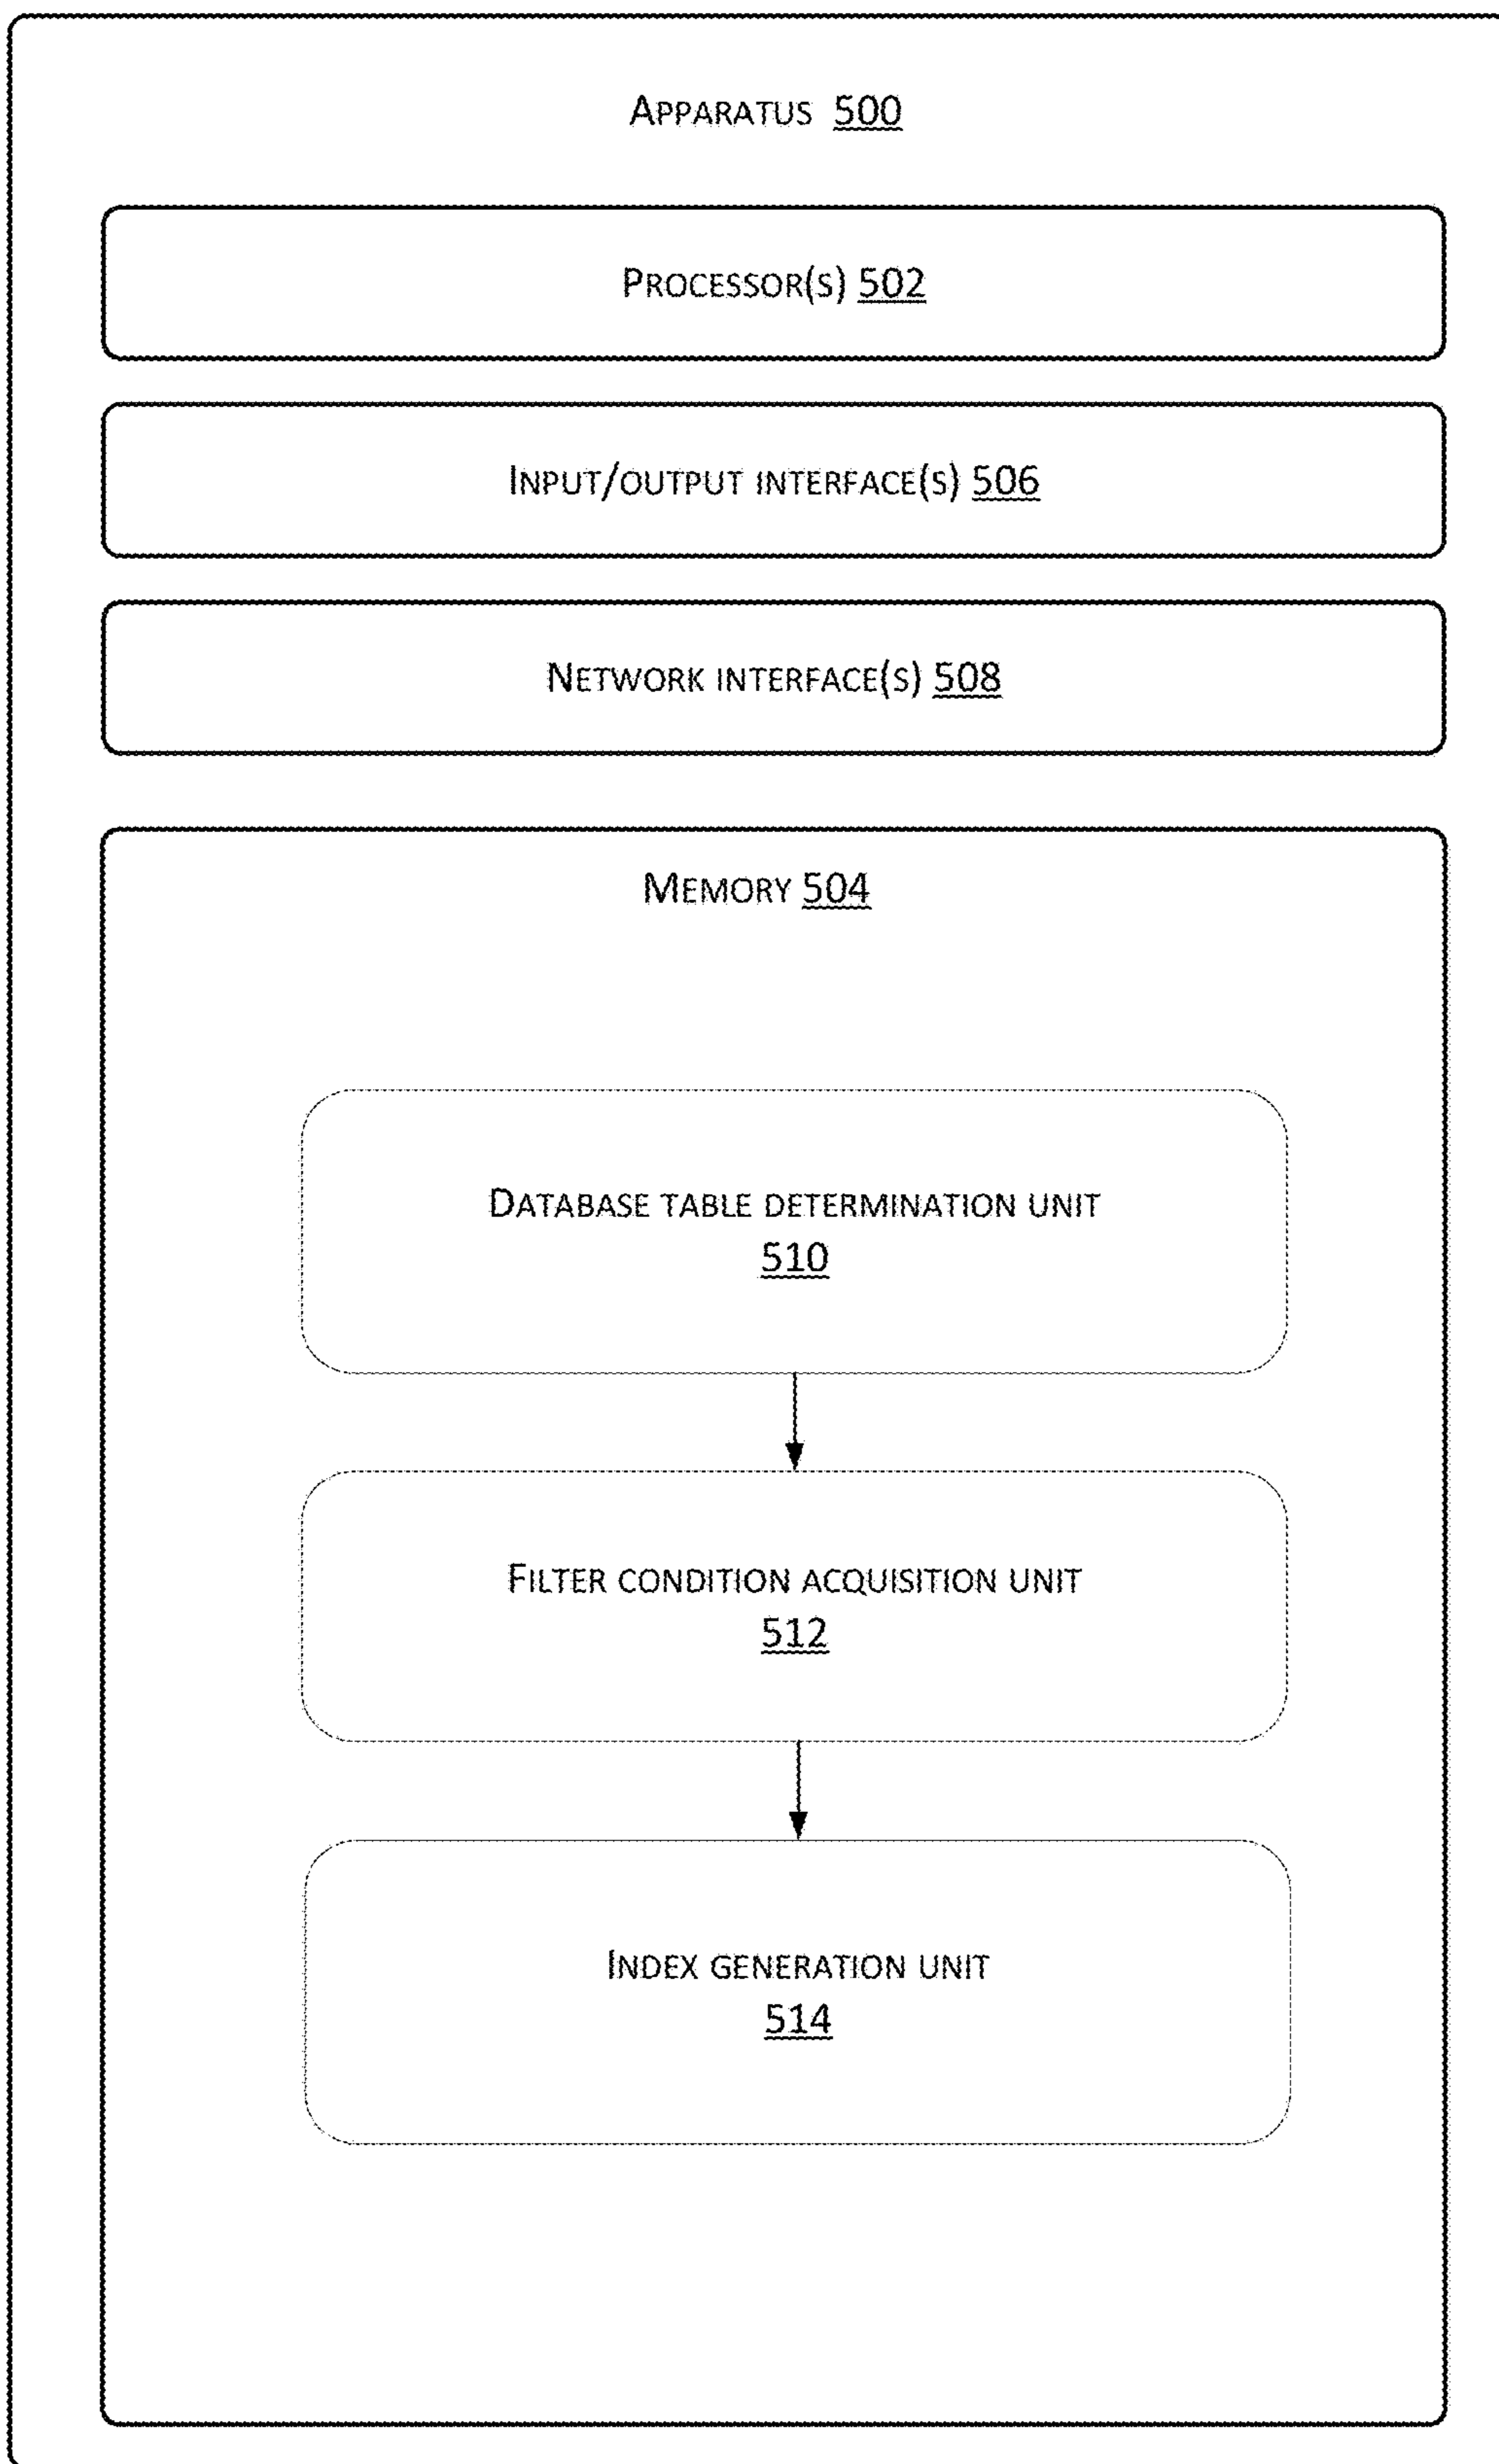 APPARATUS 500
PROCESSOR(S) 502
INPUT/OUTPUT INTERFACE(S) 506
NETWORK INTERFACE(S) 508
MEMORY 504
DATABASE TABLE DETERMINATION UNIT
510
FILTER CONDITION ACQUISITION UNIT
512
INDEX GENERATION UNIT
514